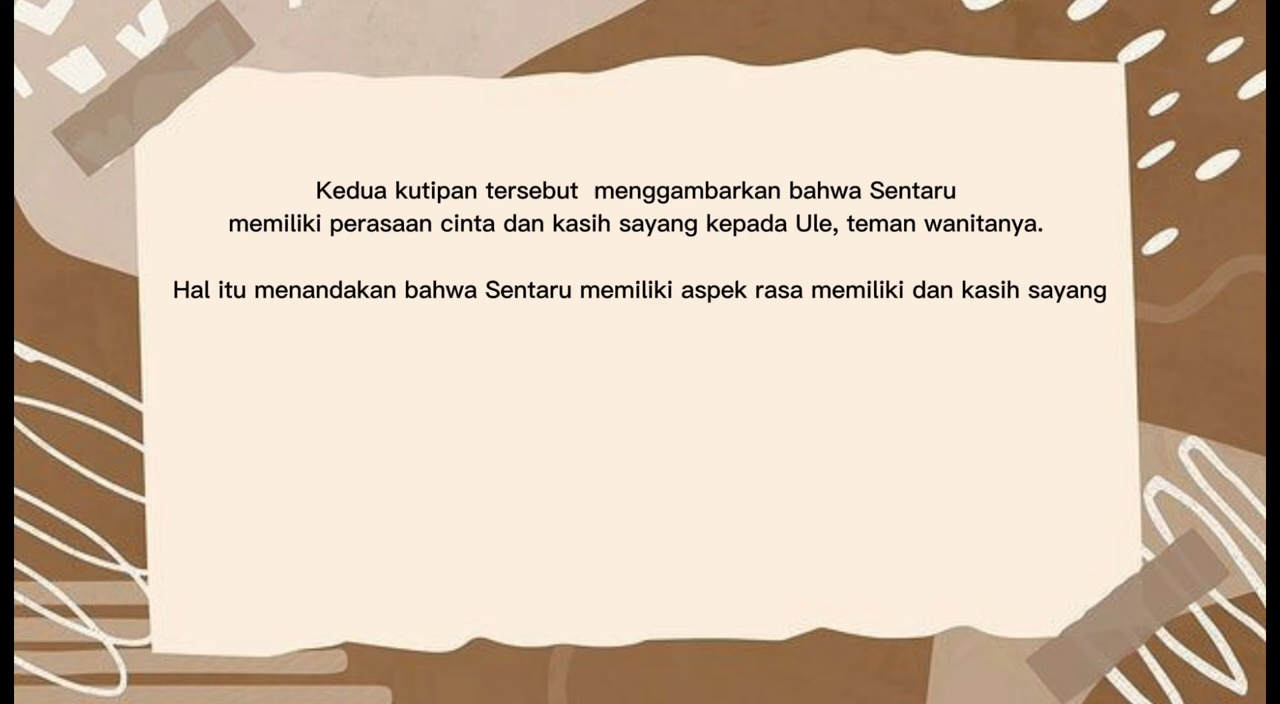 Kedua kutipan tersebut  menggambarkan bahwa Sentaru
memiliki perasaan cinta dan kasih sayang kepada Ule, teman wanitanya.
Hal itu menandakan bahwa Sentaru memiliki aspek rasa memiliki dan kasih sayang